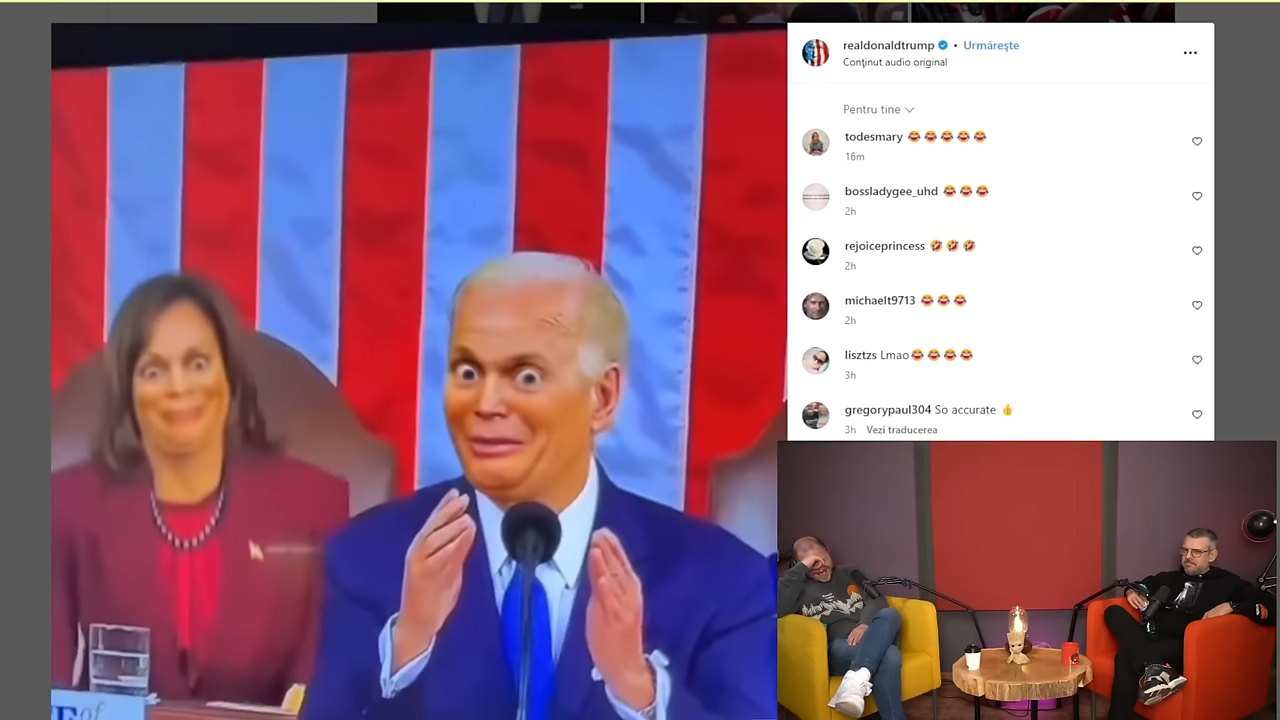 realdonaldtrump • Urmărește
Conținut audio original
Pentru tine
todesmary 😂😂😂😂😂
16m
bossladygee_uhd 😂😂😂
2h
rejoiceprincess 🤣🤣🤣
2h
michaelt9713 😂😂😂
2h
lisztzs Lmao😂😂😂😂
3h
gregorypaul304 So accurate 👍
3h Vezi traducerea
E of